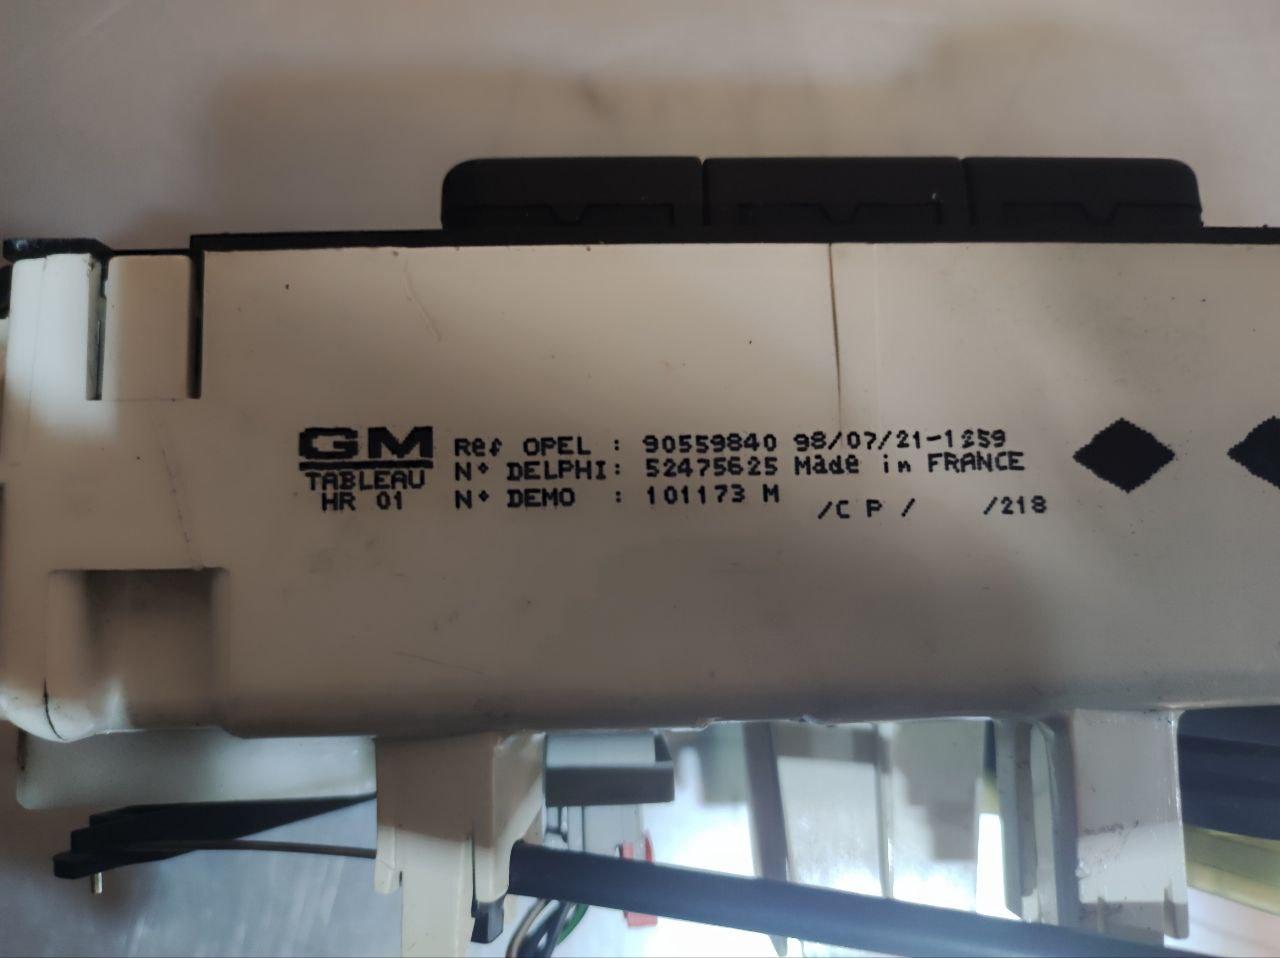 GM
TABLEAU
HR 01
Ref OPEL : 90559840 98/07/21-1259
N° DELPHI: 52475625 Made in FRANCE
N° DEMO : 101173 M /C P / /218